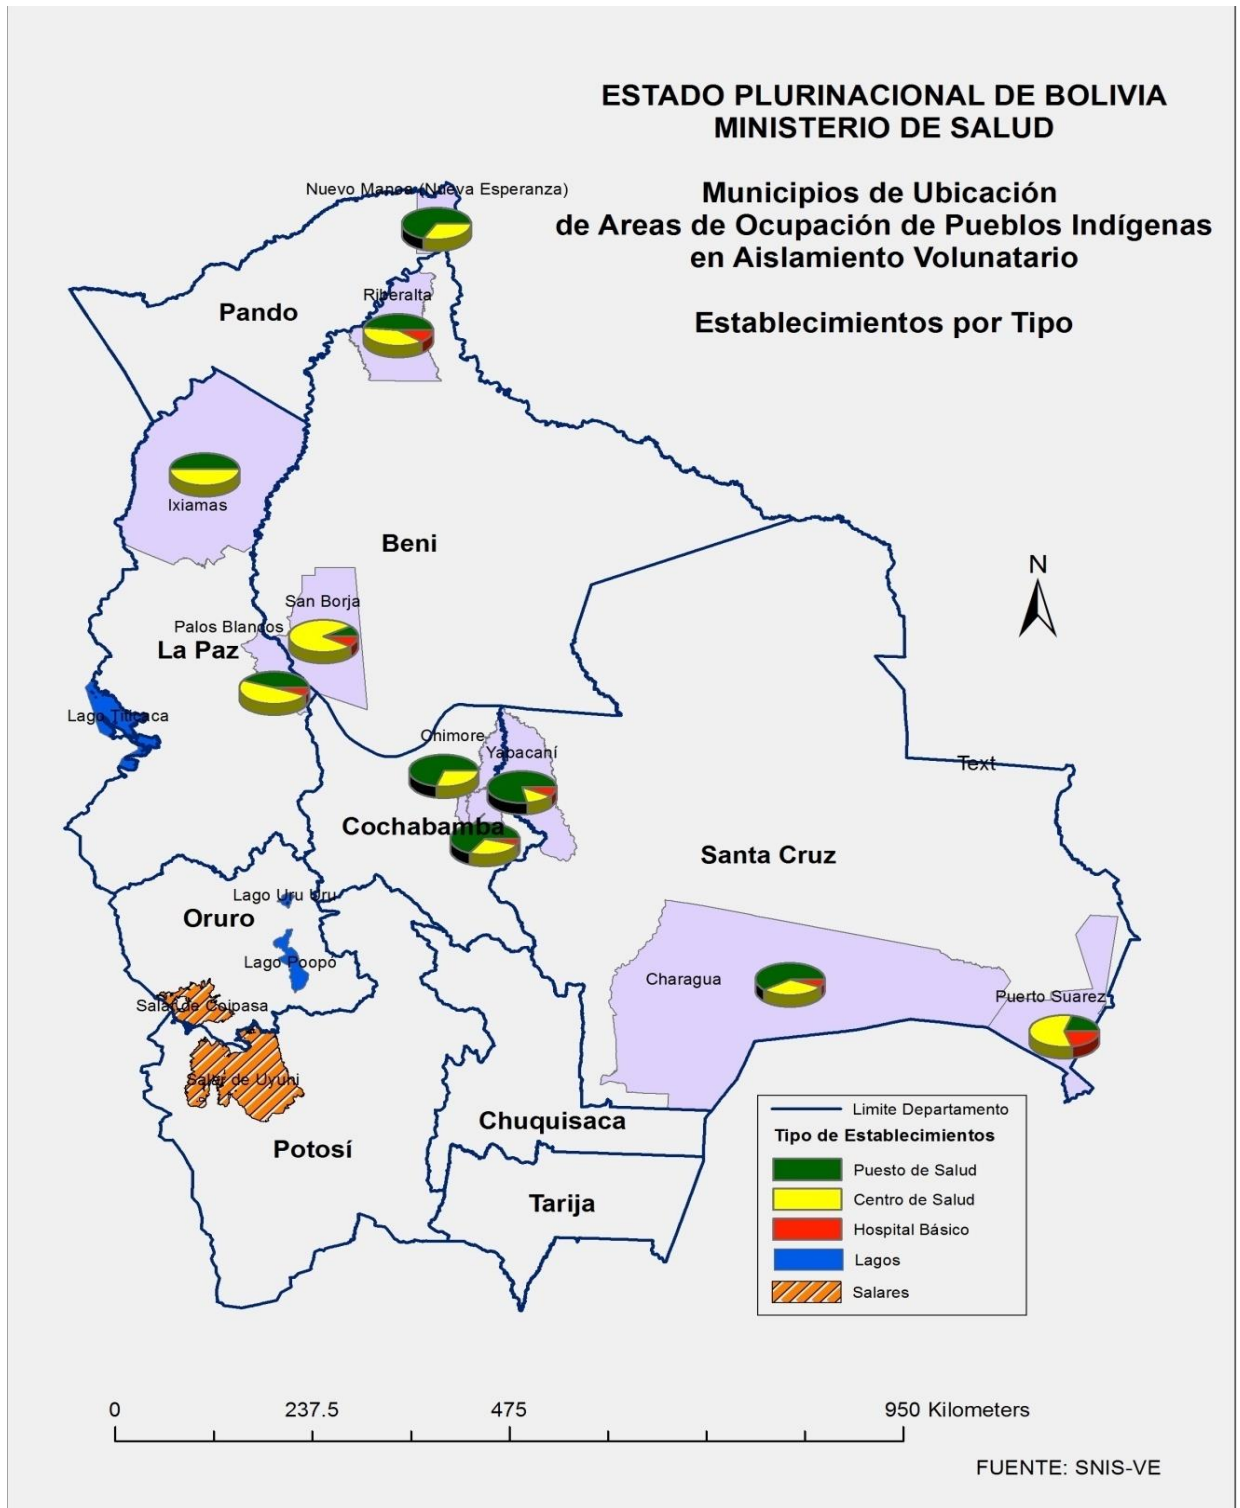 ESTADO PLURINACIONAL DE BOLIVIA
MINISTERIO DE SALUD
Municipios de Ubicación
de Areas de Ocupación de Pueblos Indígenas
en Aislamiento Volunatario
Establecimientos por Tipo
Nuevo Manoa (Nueva Esperanza)
Riberalta
Pando
Ixiamas
Beni
N
San Borja
Palos Blancos
La Paz
Lago Titicaca
Chimore
Yapacaní
Text
Cochabamba
Santa Cruz
Lago Uru Uru
Oruro
Lago Poopó
Charagua
Puerto Suarez
Salar de Coipasa
Salar de Uyuni
Potosí
Chuquisaca
Tarija
Limite Departamento
Tipo de Establecimientos
Puesto de Salud
Centro de Salud
Hospital Básico
Lagos
Salares
0 237.5 475 950 Kilometers
FUENTE: SNIS-VE